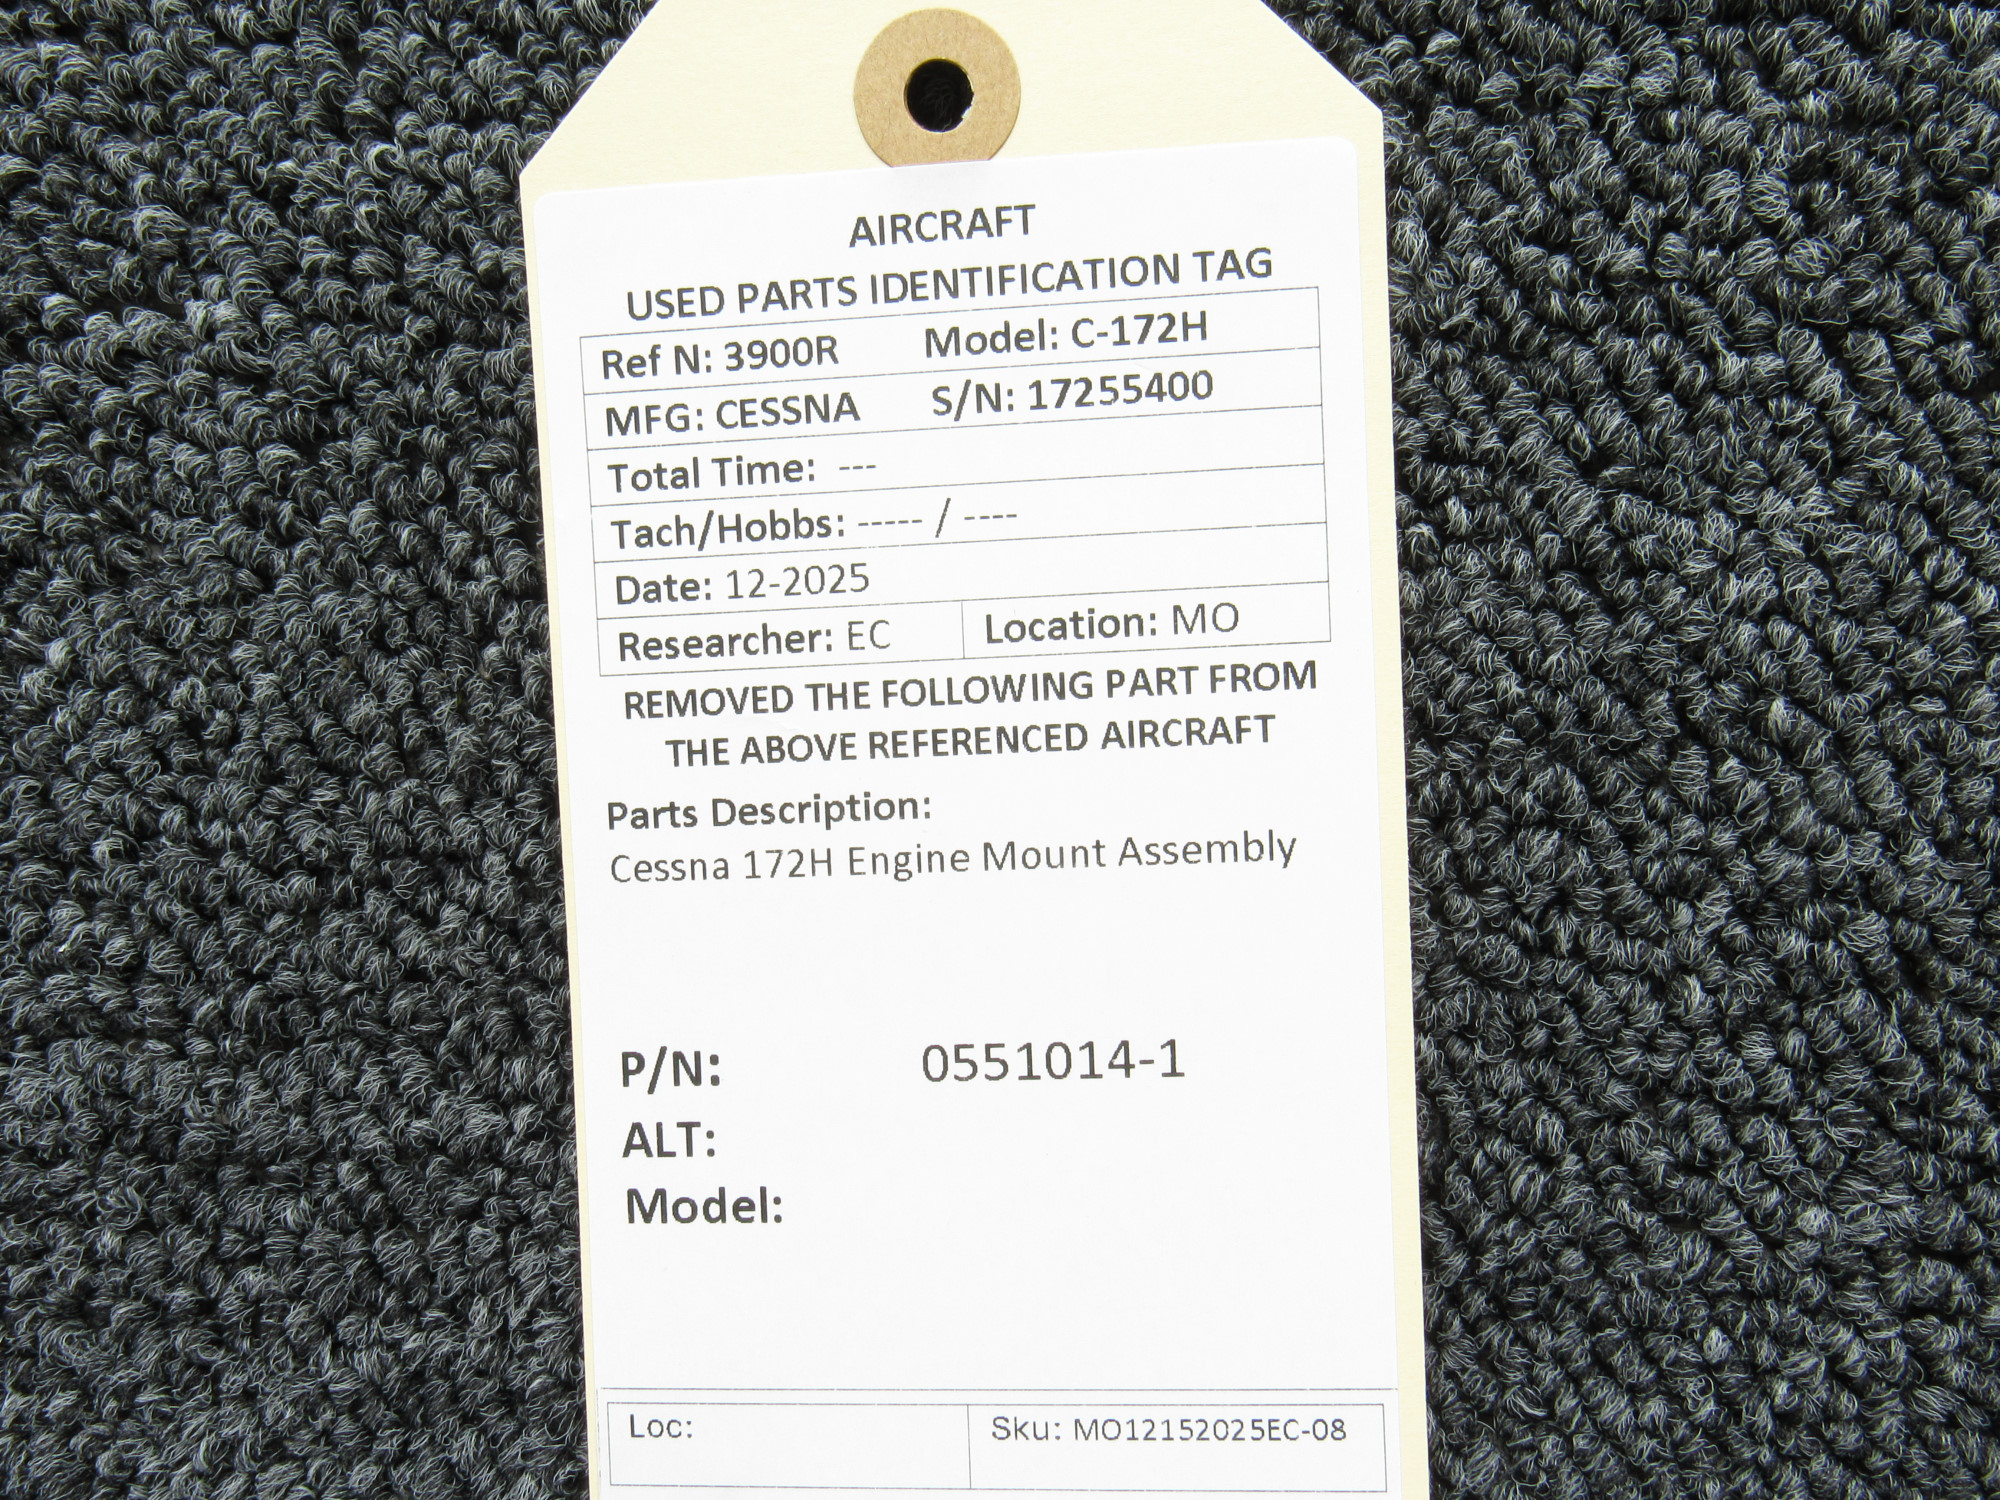 AIRCRAFT
USED PARTS IDENTIFICATION TAG
Ref N: 3900R Model: C-172H
MFG: CESSNA S/N: 17255400
Total Time: ---
Tach/Hobbs: ----- / ----
Date: 12-2025
Researcher: EC Location: MO
REMOVED THE FOLLOWING PART FROM
THE ABOVE REFERENCED AIRCRAFT
Parts Description:
Cessna 172H Engine Mount Assembly
P/N: 0551014-1
ALT:
Model:
Loc: Sku: MO12152025EC-08